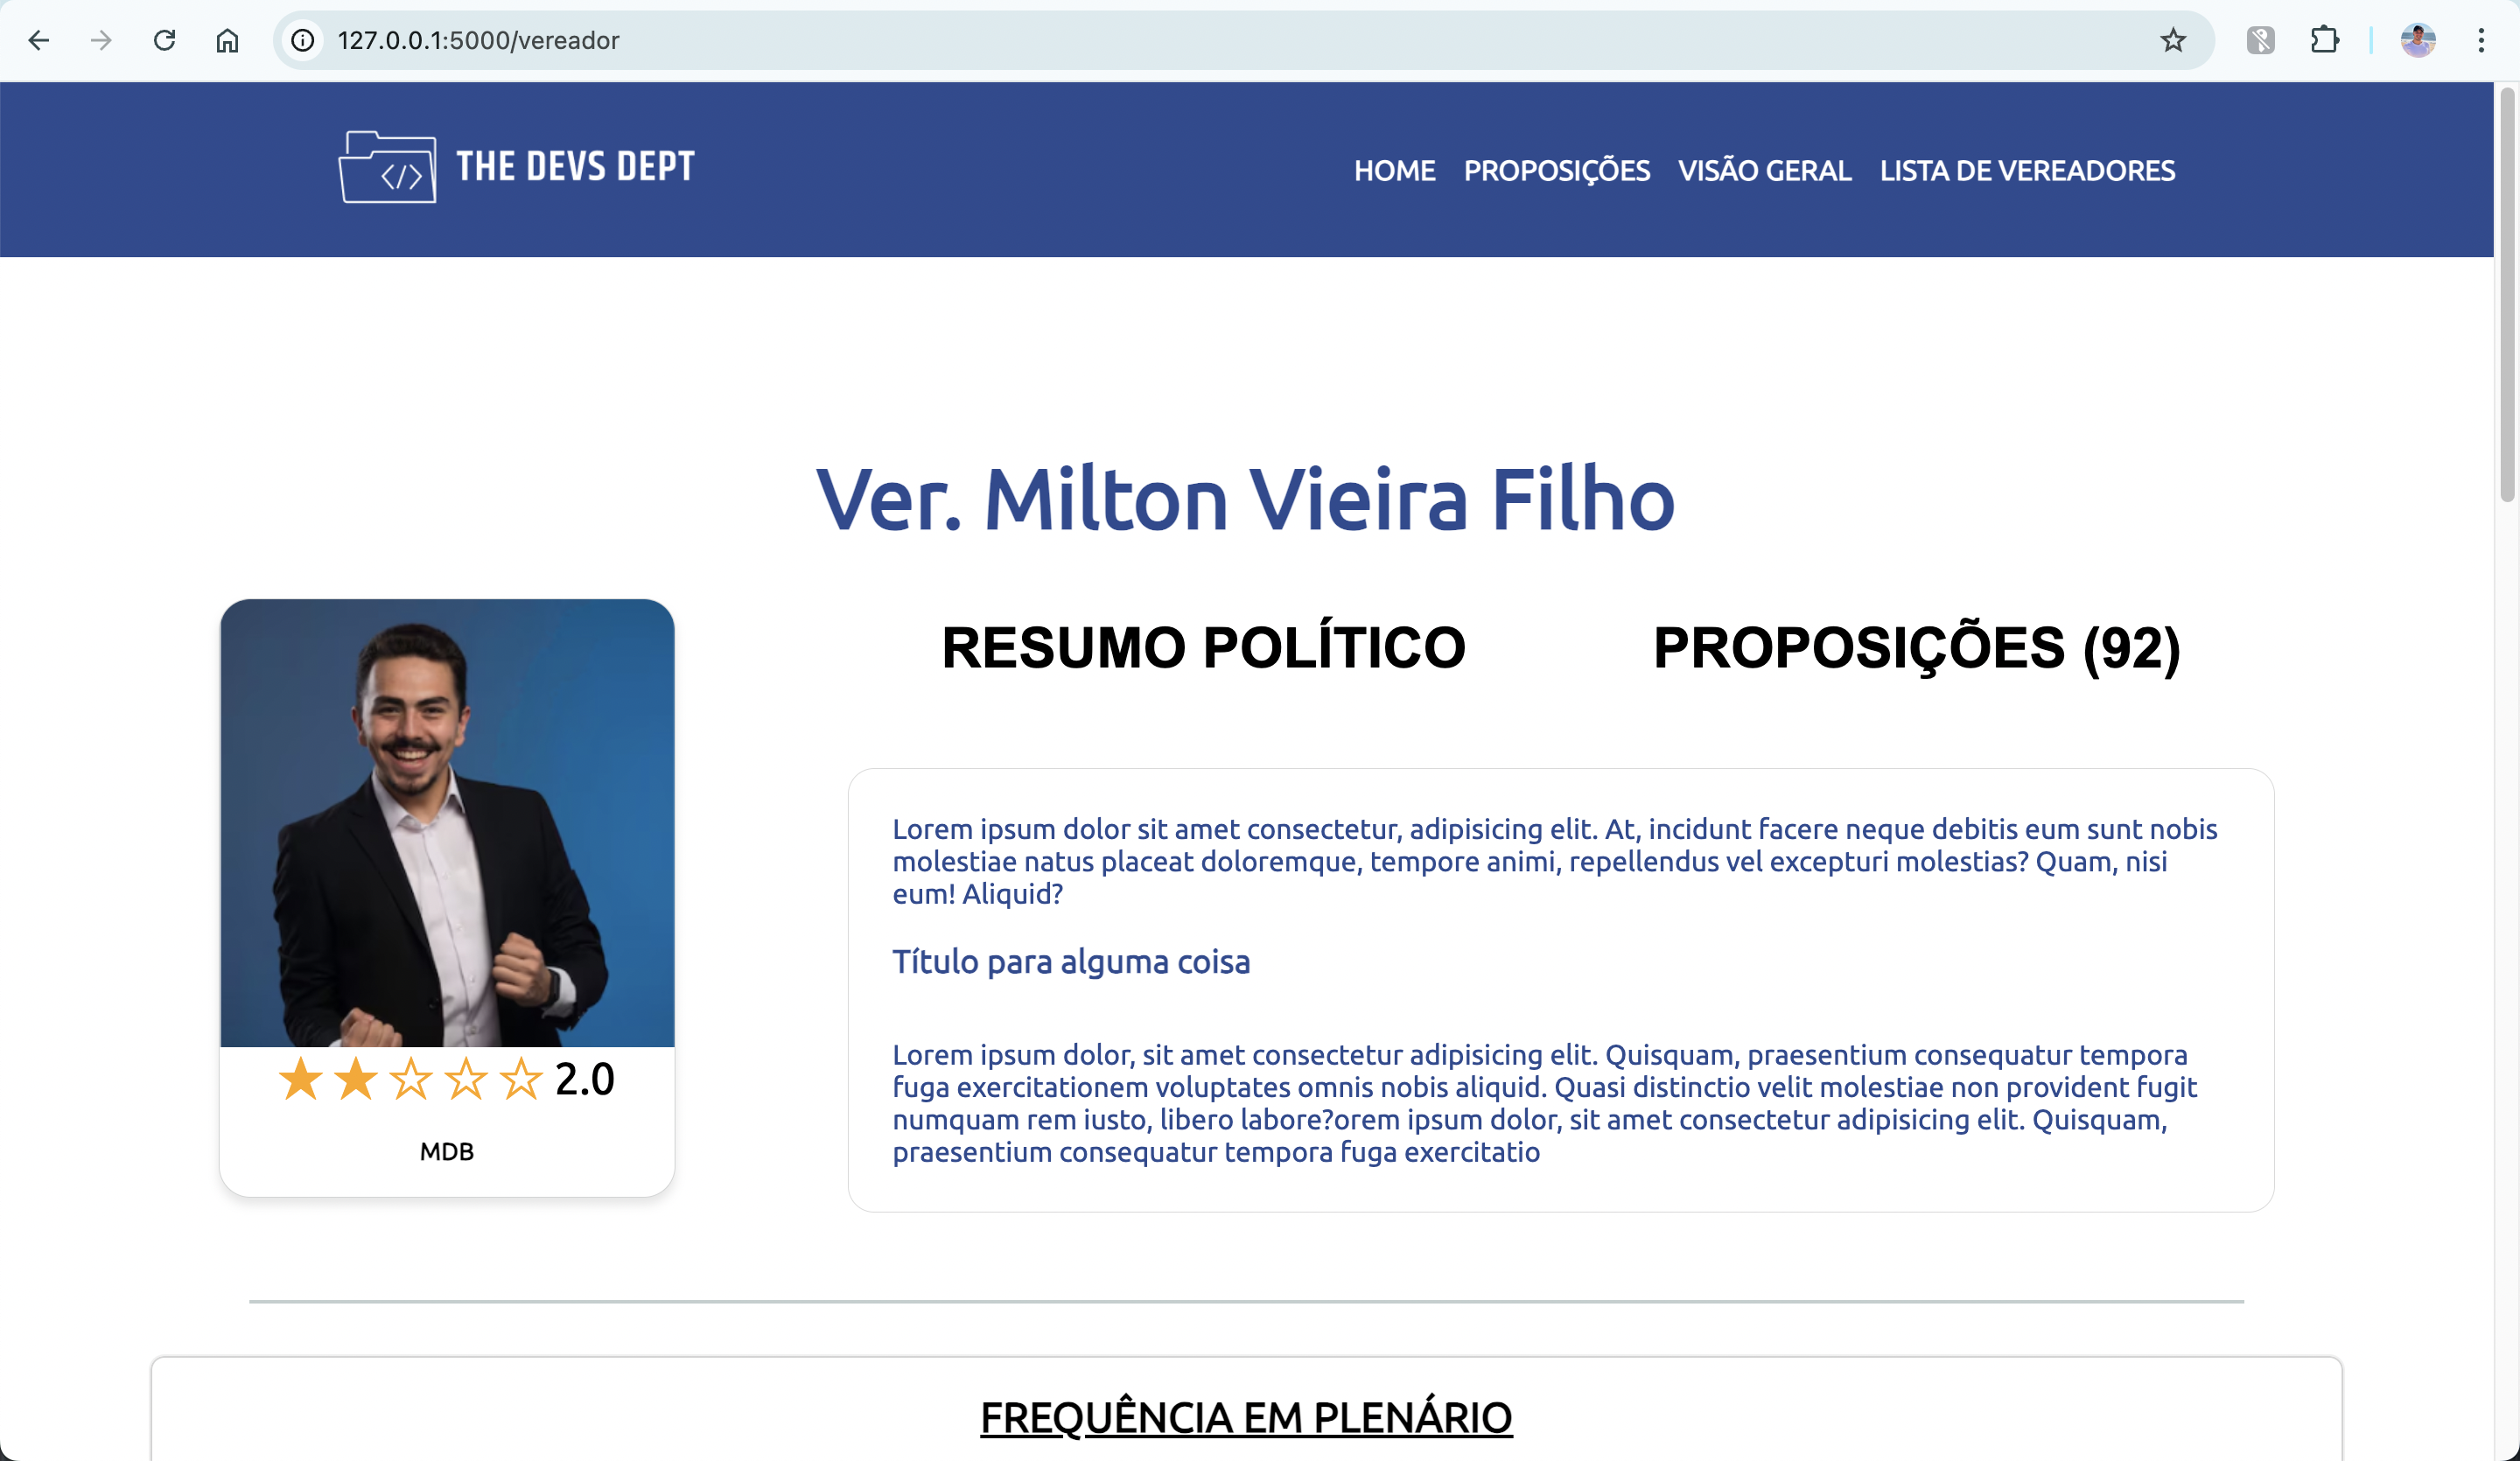 127.0.0.1:5000/vereador
THE DEVS DEPT
HOME PROPOSIÇÕES VISÃO GERAL LISTA DE VEREADORES
Ver. Milton Vieira Filho
RESUMO POLÍTICO PROPOSIÇÕES (92)
Lorem ipsum dolor sit amet consectetur, adipisicing elit. At, incidunt facere neque debitis eum sunt nobis
molestiae natus placeat doloremque, tempore animi, repellendus vel excepturi molestias? Quam, nisi
eum! Aliquid?
Título para alguma coisa
Lorem ipsum dolor, sit amet consectetur adipisicing elit. Quisquam, praesentium consequatur tempora
fuga exercitationem voluptates omnis nobis aliquid. Quasi distinctio velit molestiae non provident fugit
numquam rem iusto, libero labore?orem ipsum dolor, sit amet consectetur adipisicing elit. Quisquam,
praesentium consequatur tempora fuga exercitatio
2.0
MDB
FREQUÊNCIA EM PLENÁRIO